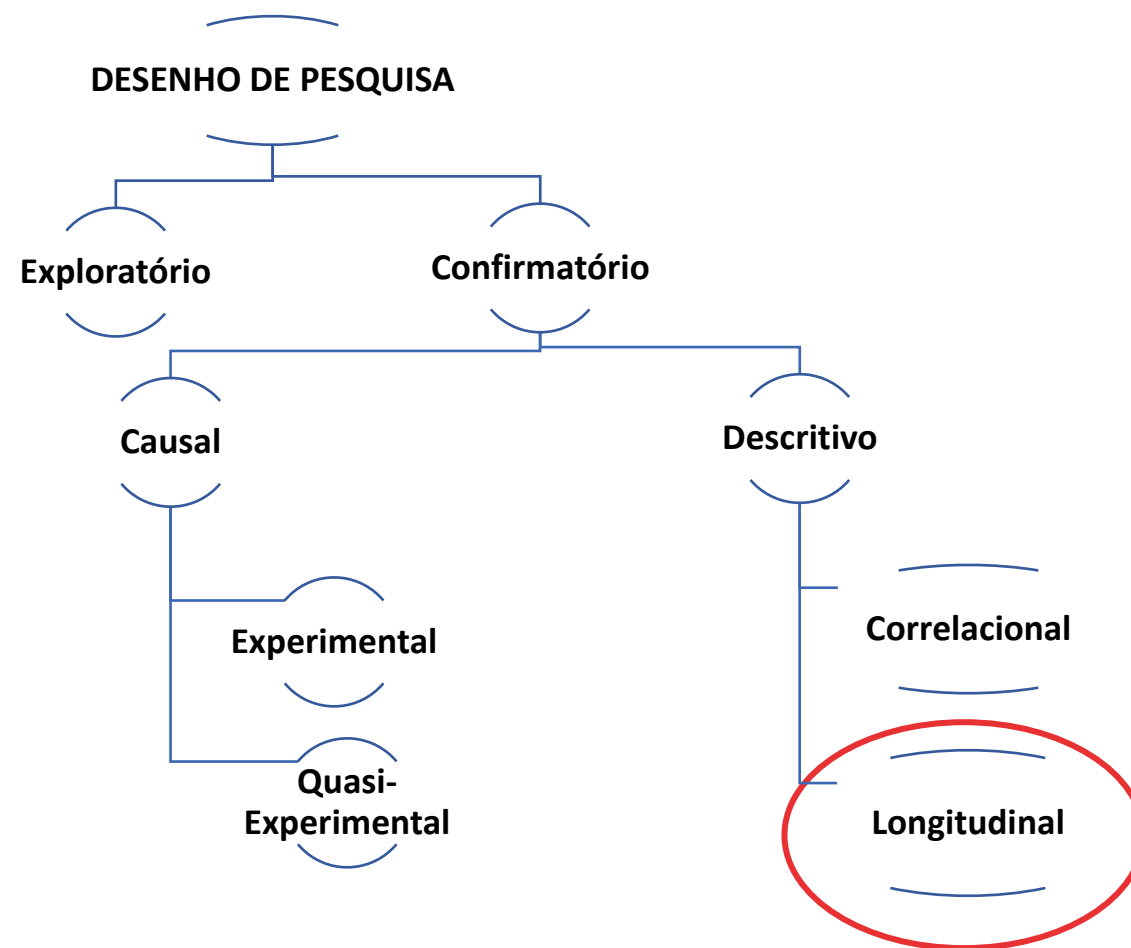 DESENHO DE PESQUISA
Exploratório
Confirmatório
Causal
Descritivo
Experimental
Correlacional
Quasi-
Experimental
Longitudinal